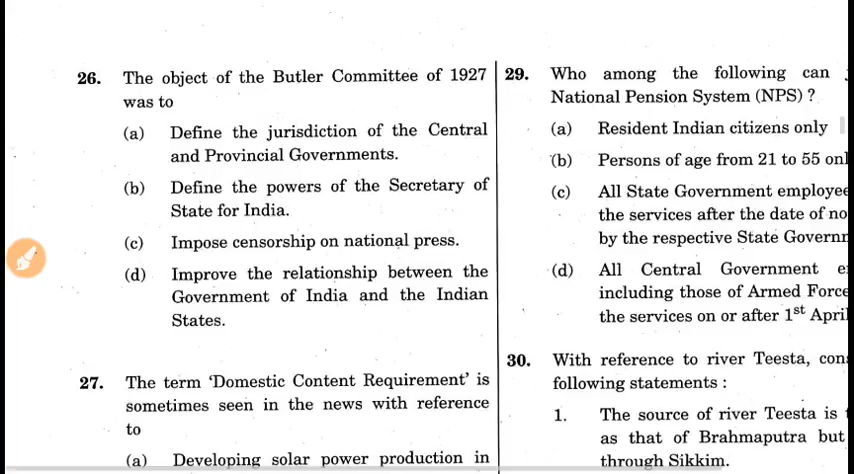 26. The object of the Butler Committee of 1927
was to
(a) Define the jurisdiction of the Central
and Provincial Governments.
(b) Define the powers of the Secretary of
State for India.
(c) Impose censorship on national press.
(d) Improve the relationship between the
Government of India and the Indian
States.
27. The term ‘Domestic Content Requirement’ is
sometimes seen in the news with reference
to
(a) Developing solar power production in
29. Who among the following can
National Pension System (NPS) ?
(a) Resident Indian citizens only
(b) Persons of age from 21 to 55
(c) All State Government
the services after the date of
by the respective State
(d) All Central Government
including those of Armed
the services on or after 1st
30. With reference to river Teesta,
following statements :
1. The source of river Teesta is
as that of Brahmaputra but
through Sikkim.